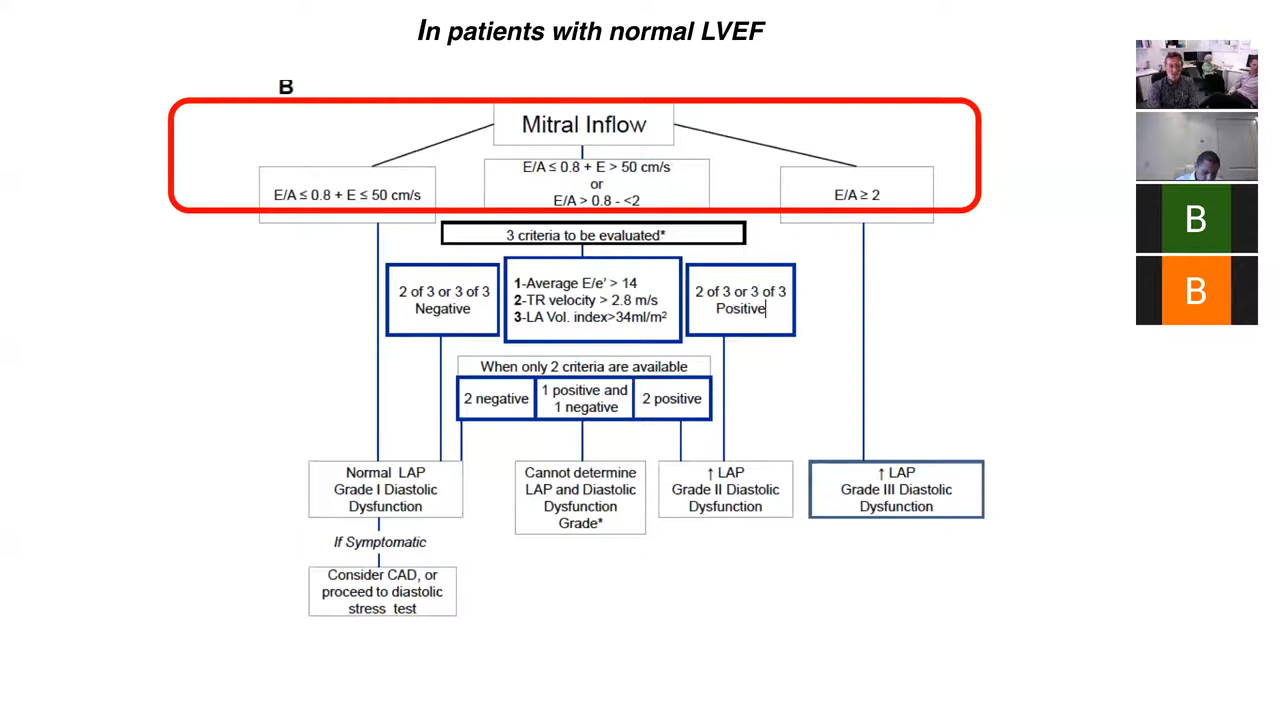 In patients with normal LVEF
B
Mitral Inflow
E/A ≤ 0.8 + E ≤ 50 cm/s
E/A ≤ 0.8 + E > 50 cm/s
or
E/A > 0.8 - <2
E/A ≥ 2
3 criteria to be evaluated*
2 of 3 or 3 of 3
Negative
1-Average E/e' > 14
2-TR velocity > 2.8 m/s
3-LA Vol. index>34ml/m²
2 of 3 or 3 of 3
Positive
When only 2 criteria are available
2 negative
1 positive and
1 negative
2 positive
Normal LAP
Grade I Diastolic
Dysfunction
Cannot determine
LAP and Diastolic
Dysfunction
Grade*
↑ LAP
Grade II Diastolic
Dysfunction
↑ LAP
Grade III Diastolic
Dysfunction
If Symptomatic
Consider CAD, or
proceed to diastolic
stress test
B
B